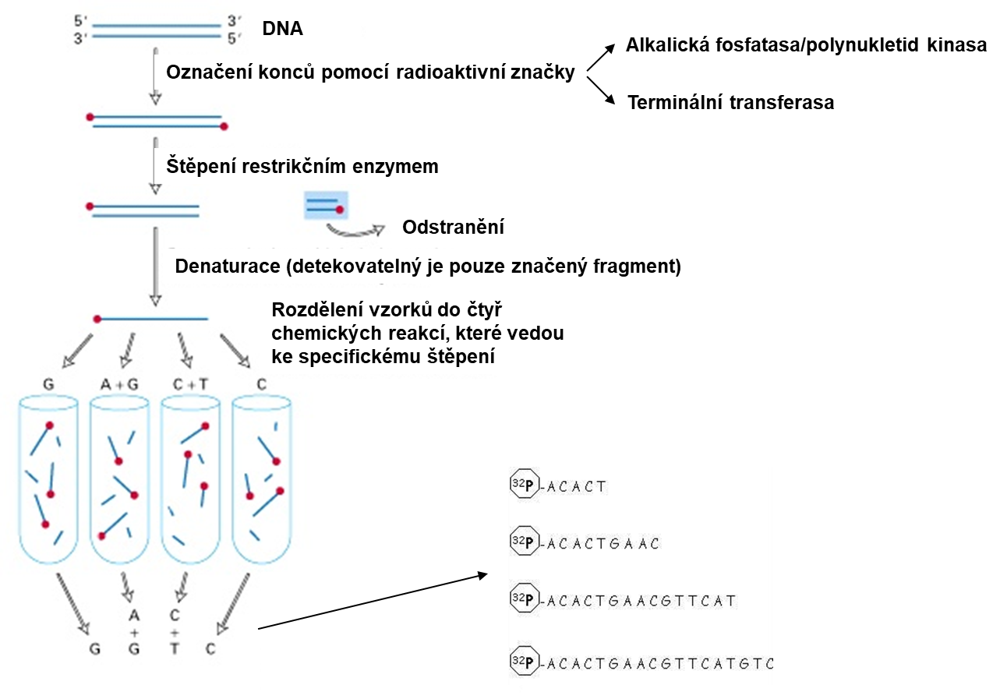 5' 3'
3' 5'
DNA
Alkalická fosfatasa/polynukletid kinasa
Označení konců pomocí radioaktivní značky
Terminální transferasa
Štěpení restrikčním enzymem
Odstranění
Denaturace (detekovatelný je pouze značený fragment)
Rozdělení vzorků do čtyř
chemických reakcí, které vedou
ke specifickému štěpení
G A+G C+T C
32P-ACACT
32P-ACACTGAAC
32P-ACACTGAACGTTCAT
32P-ACACTGAACGTTCATGTC
A C
+ +
G G T C